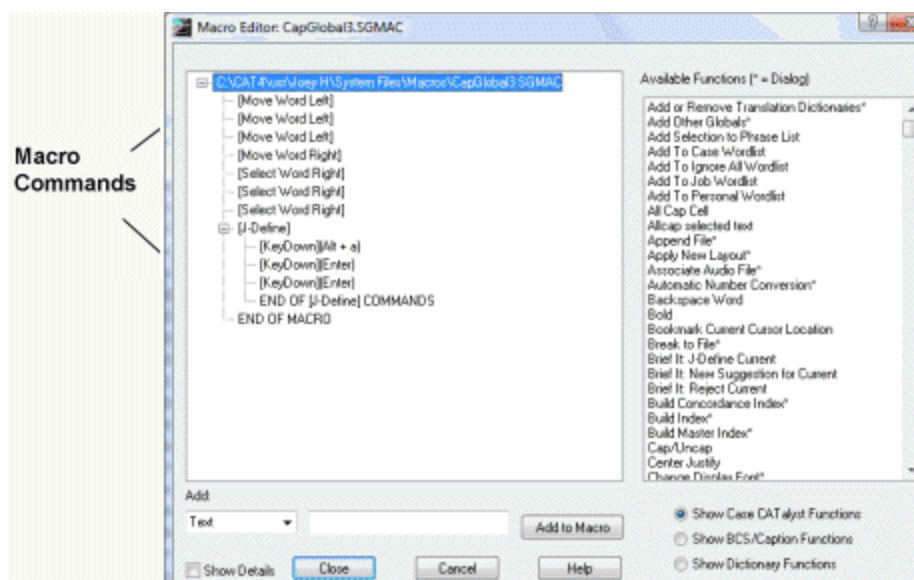 Macro Editor: CapGlobal3.SGMAC
C:\CAT4\usr\Joey H\System Files\Macros\CapGlobal3.SGMAC
[Move Word Left]
[Move Word Left]
[Move Word Left]
[Move Word Right]
[Select Word Right]
[Select Word Right]
[Select Word Right]
[J-Define]
[KeyDown](Alt + a)
[KeyDown](Enter)
[KeyDown](Enter)
END OF [J-Define] COMMANDS
END OF MACRO
Macro
Commands
Available Functions (* = Dialog)
Add or Remove Translation Dictionaries*
Add Other Globals*
Add Selection to Phrase List
Add To Case Wordlist
Add To Ignore All Wordlist
Add To Job Wordlist
Add To Personal Wordlist
All Cap Cell
Allcap selected text
Append File*
Apply New Layout*
Associate Audio File*
Automatic Number Conversion*
Backspace Word
Bold
Bookmark Current Cursor Location
Break to File*
Brief It: J-Define Current
Brief It: New Suggestion for Current
Brief It: Reject Current
Build Concordance Index*
Build Index*
Build Master Index*
Cap/Uncap
Center Justify
Change Display Font*
Add:
Text
Add to Macro
Show Details
Close
Cancel
Help
Show Case CATalyst Functions
Show BCS/Caption Functions
Show Dictionary Functions